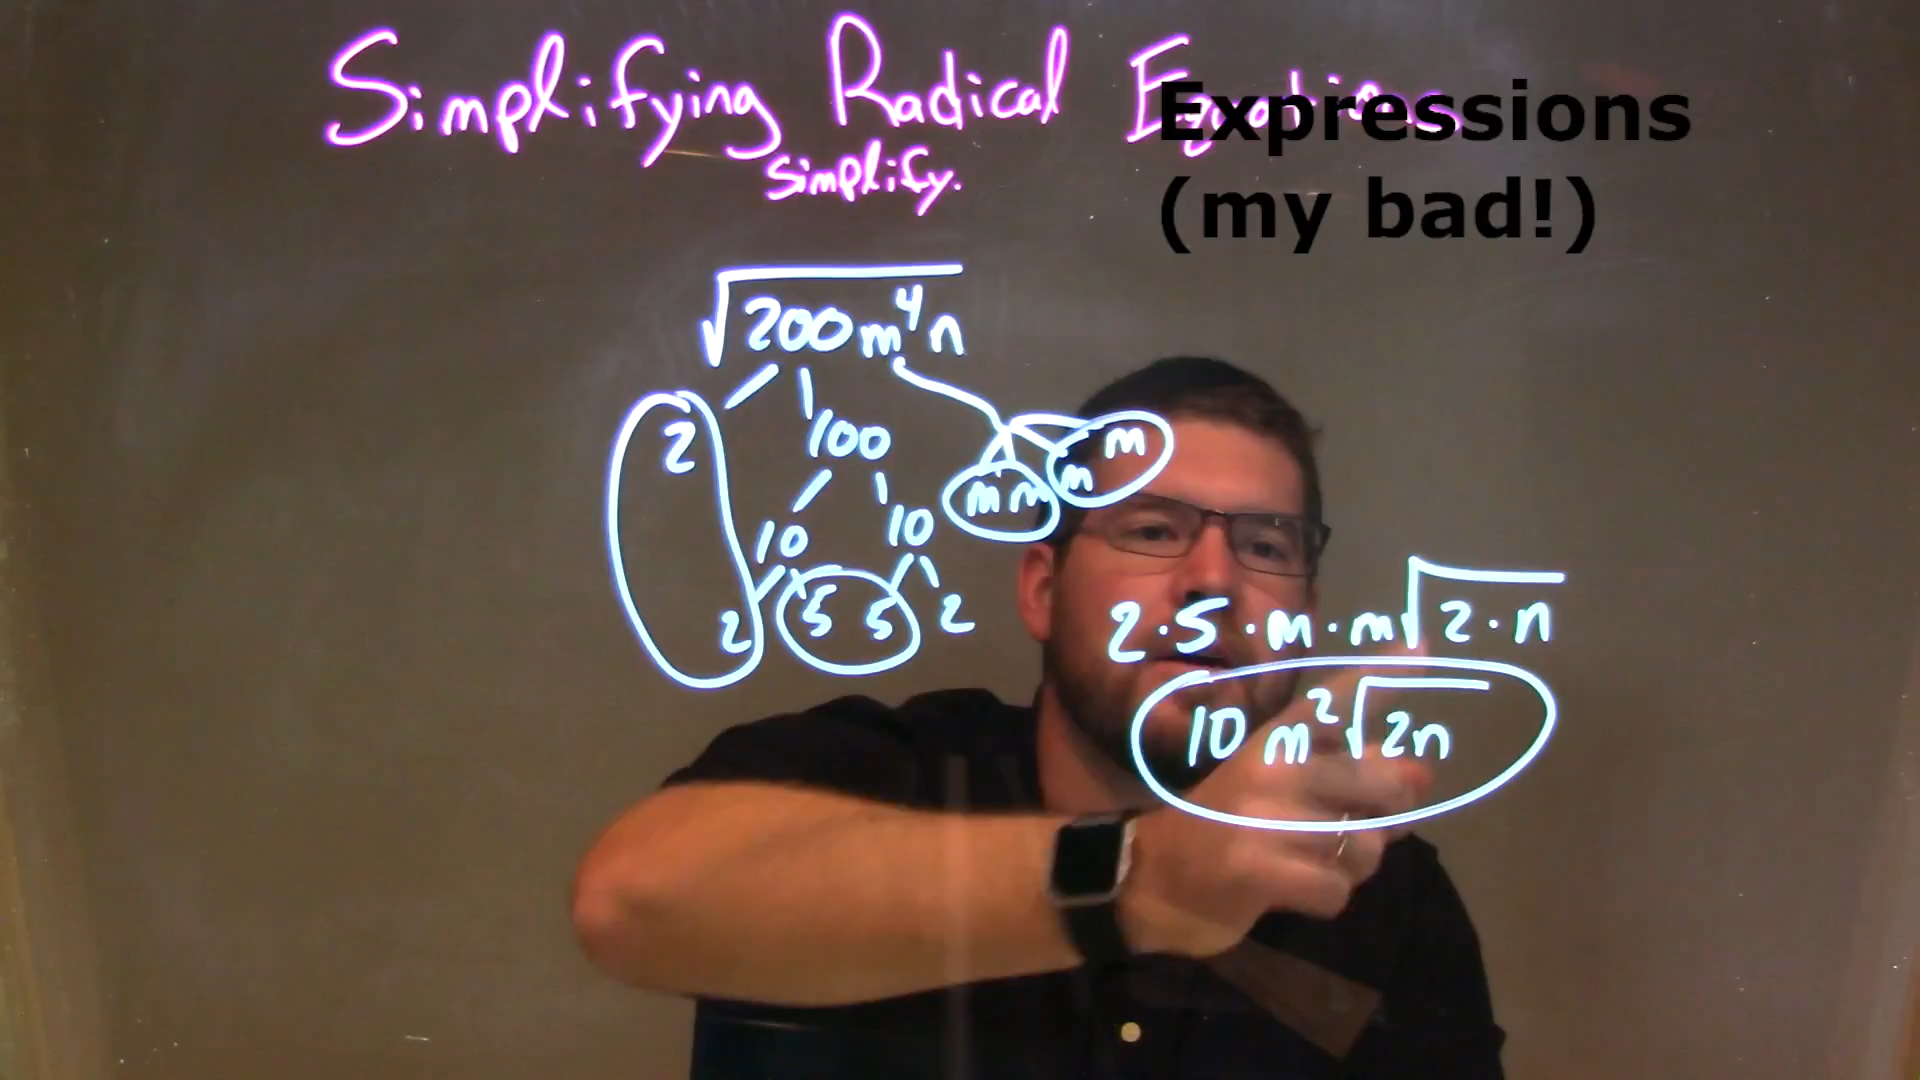 Simplifying Radical Equations
Expressions
simplify.
(my bad!)
√200m⁴n
2 100 m m m m
10 10
2 5 5 2
2·5·m·m√2·n
10m²√2n